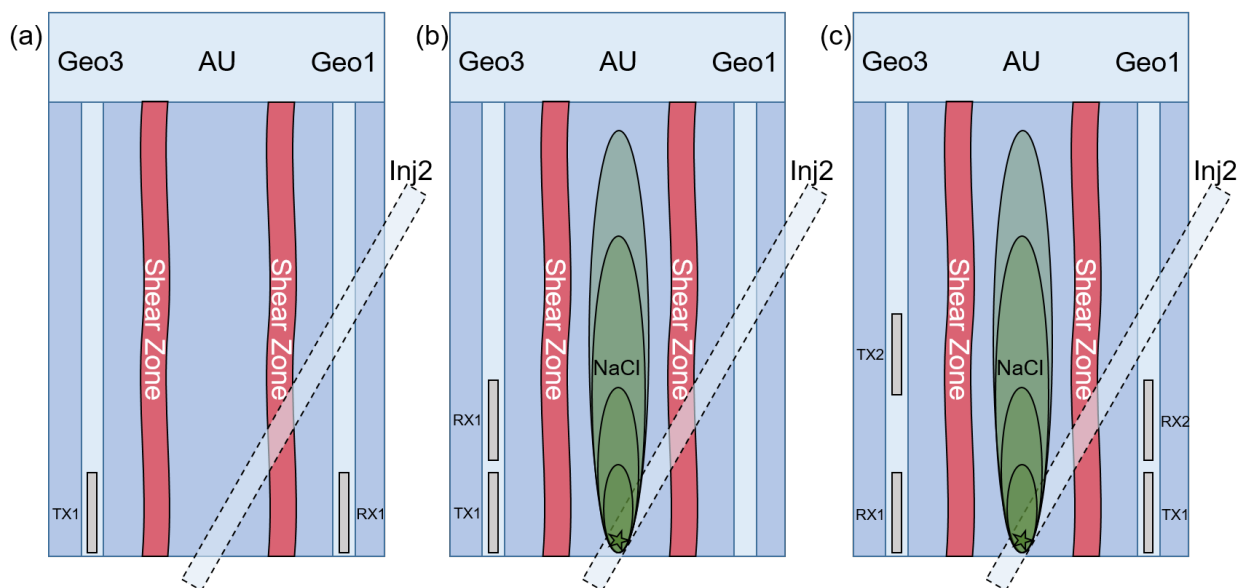 (a)
Geo3 AU Geo1
Inj2
Shear Zone
Shear Zone
TX1
RX1
(b)
Geo3 AU Geo1
Inj2
Shear Zone
Shear Zone
NaCl
RX1
TX1
(c)
Geo3 AU Geo1
Inj2
Shear Zone
Shear Zone
TX2
NaCl
RX2
RX1
TX1